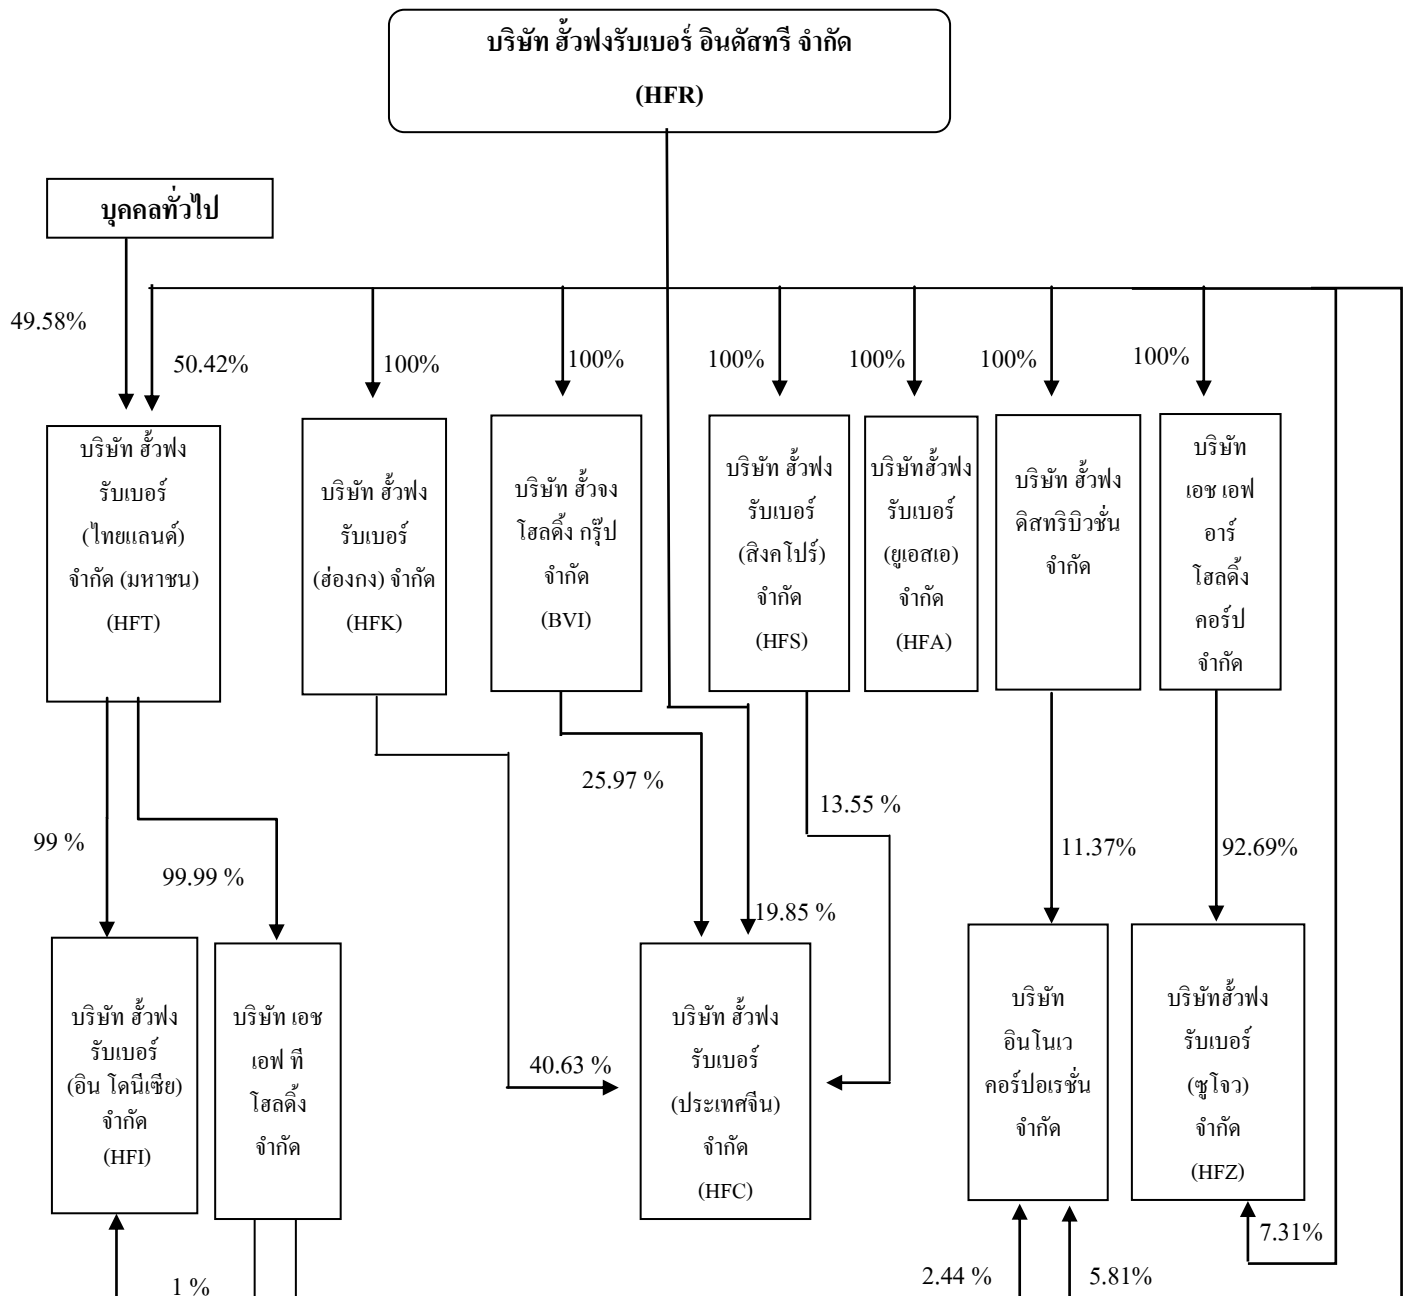 บริษัท ฮั้วฟงรับเบอร์ อินดัสทรี จำกัด
(HFR)
บุคคลทั่วไป
49.58%
50.42%
100%
100%
100%
100%
100%
100%
บริษัท ฮั้วฟง
รับเบอร์
(ไทยแลนด์)
จำกัด (มหาชน)
(HFT)
บริษัท ฮั้วฟง
รับเบอร์
(ฮ่องกง) จำกัด
(HFK)
บริษัท ฮั้วจง
โฮลดิ้ง กรุ๊ป
จำกัด
(BVI)
บริษัท ฮั้วฟง
รับเบอร์
(สิงคโปร์)
จำกัด
(HFS)
บริษัทฮั้วฟง
รับเบอร์
(ยูเอสเอ)
จำกัด
(HFA)
บริษัท ฮั้วฟง
ดิสทริบิวชั่น
จำกัด
บริษัท
เอช เอฟ
อาร์
โฮลดิ้ง
คอร์ป
จำกัด
25.97 %
13.55 %
99 %
99.99 %
11.37%
92.69%
19.85 %
40.63 %
บริษัท ฮั้วฟง
รับเบอร์
(อิน โดนีเซีย)
จำกัด
(HFI)
บริษัท เอช
เอฟ ที
โฮลดิ้ง
จำกัด
บริษัท ฮั้วฟง
รับเบอร์
(ประเทศจีน)
จำกัด
(HFC)
บริษัท
อินโนเว
คอร์ปอเรชั่น
จำกัด
บริษัทฮั้วฟง
รับเบอร์
(ซูโจว)
จำกัด
(HFZ)
7.31%
1 %
2.44 %
5.81%